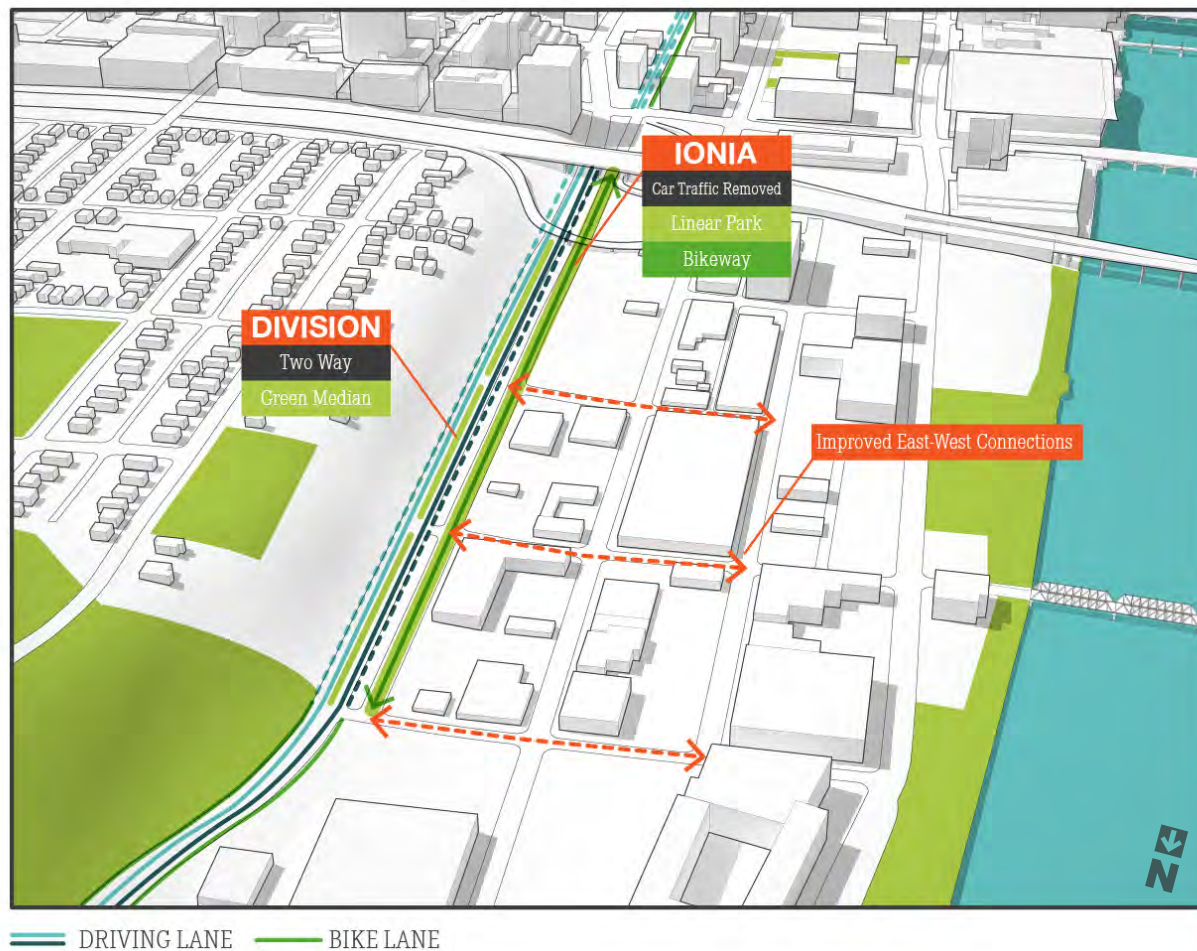 IONIA
Car Traffic Removed
Linear Park
Bikeway
DIVISION
Two Way
Green Median
Improved East-West Connections
N
DRIVING LANE
BIKE LANE